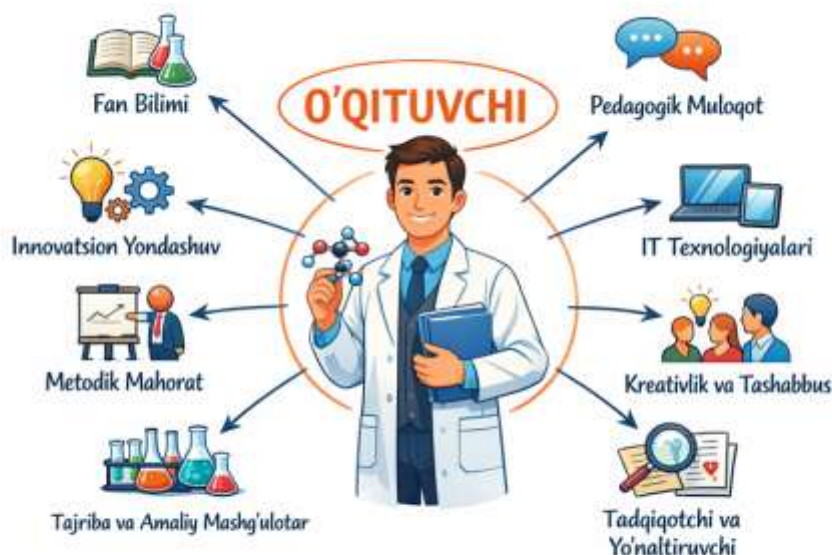 O'QITUVCHI
Fan Bilimi
Pedagogik Muloqot
Innovatsion Yondashuv
IT Texnologiyalari
Metodik Mahorat
Kreativlik va Tashabbus
Tajriba va Amaliy Mashg'ulotar
Tadqiqotchi va
Yo'naltiruvchi